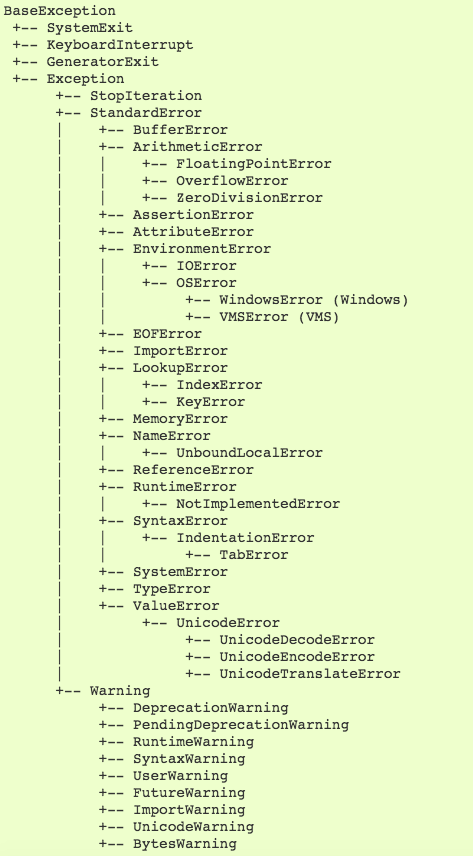 BaseException
 +-- SystemExit
 +-- KeyboardInterrupt
 +-- GeneratorExit
 +-- Exception
      +-- StopIteration
      +-- StandardError
      |    +-- BufferError
      |    +-- ArithmeticError
      |    |    +-- FloatingPointError
      |    |    +-- OverflowError
      |    |    +-- ZeroDivisionError
      |    +-- AssertionError
      |    +-- AttributeError
      |    +-- EnvironmentError
      |    |    +-- IOError
      |    |    +-- OSError
      |    |         +-- WindowsError (Windows)
      |    |         +-- VMSError (VMS)
      |    +-- EOFError
      |    +-- ImportError
      |    +-- LookupError
      |    |    +-- IndexError
      |    |    +-- KeyError
      |    +-- MemoryError
      |    +-- NameError
      |    |    +-- UnboundLocalError
      |    +-- ReferenceError
      |    +-- RuntimeError
      |    |    +-- NotImplementedError
      |    +-- SyntaxError
      |    |    +-- IndentationError
      |    |         +-- TabError
      |    +-- SystemError
      |    +-- TypeError
      |    +-- ValueError
      |         +-- UnicodeError
      |              +-- UnicodeDecodeError
      |              +-- UnicodeEncodeError
      |              +-- UnicodeTranslateError
      +-- Warning
           +-- DeprecationWarning
           +-- PendingDeprecationWarning
           +-- RuntimeWarning
           +-- SyntaxWarning
           +-- UserWarning
           +-- FutureWarning
           +-- ImportWarning
           +-- UnicodeWarning
           +-- BytesWarning